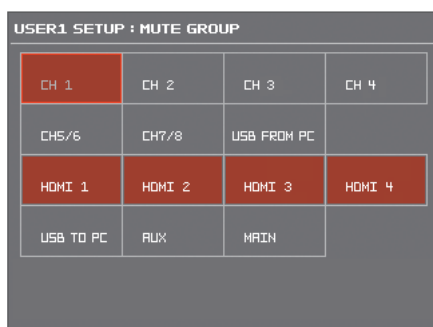 USER1 SETUP : MUTE GROUP
CH 1 CH 2 CH 3 CH 4
CH5/6 CH7/8 USB FROM PC
HDMI 1 HDMI 2 HDMI 3 HDMI 4
USB TO PC AUX MAIN